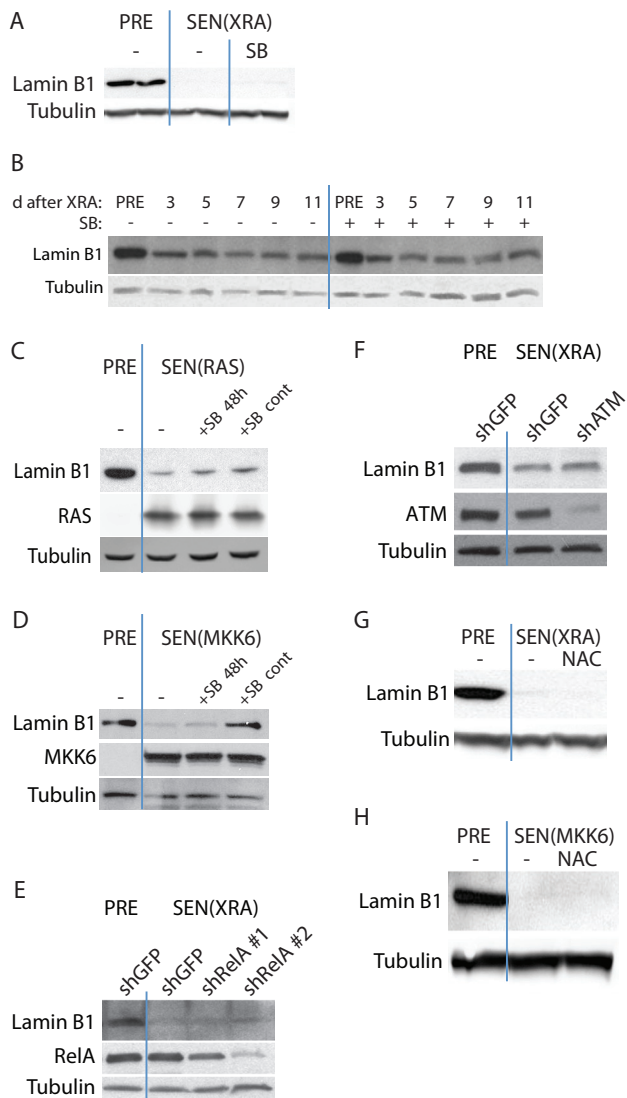 A
PRE SEN(XRA)
- - SB
Lamin B1
Tubulin
B
d after XRA: PRE 3 5 7 9 11 PRE 3 5 7 9 11
SB: - - - - - - + + + + + +
Lamin B1
Tubulin
C
PRE SEN(RAS)
- - +SB 48h +SB cont
Lamin B1
RAS
Tubulin
D
PRE SEN(MKK6)
- - +SB 48h +SB cont
Lamin B1
MKK6
Tubulin
E
PRE SEN(XRA)
shGFP shGFP shRelA #1 shRelA #2
Lamin B1
RelA
Tubulin
F
PRE SEN(XRA)
shGFP shGFP shATM
Lamin B1
ATM
Tubulin
G
PRE SEN(XRA)
- - NAC
Lamin B1
Tubulin
H
PRE SEN(MKK6)
- - NAC
Lamin B1
Tubulin